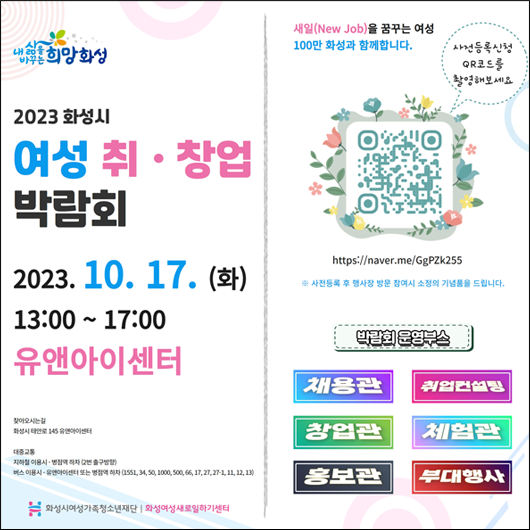 내 삶을
바꾸는 희망화성
2023 화성시
여성 취·창업
박람회
2023. 10. 17. (화)
13:00 ~ 17:00
유앤아이센터
찾아오시는길
화성시 태안로 145 유앤아이센터
대중교통
지하철 이용시 - 병점역 하차 (2번 출구방향)
버스 이용시 - 유앤아이센터 또는 병점역 하차 (1551, 34, 50, 1000, 500, 66, 17, 27, 27-1, 11, 12, 13)
화성시여성가족청소년재단 | 화성여성새로일하기센터
새일(New Job)을 꿈꾸는 여성
100만 화성과 함께합니다.
사전등록신청
QR코드를
촬영해보세요
https://naver.me/GgPZk255
※ 사전등록 후 행사장 방문 참여시 소정의 기념품을 드립니다.
박람회 운영부스
채용관 취업컨설팅
창업관 체험관
홍보관 부대행사